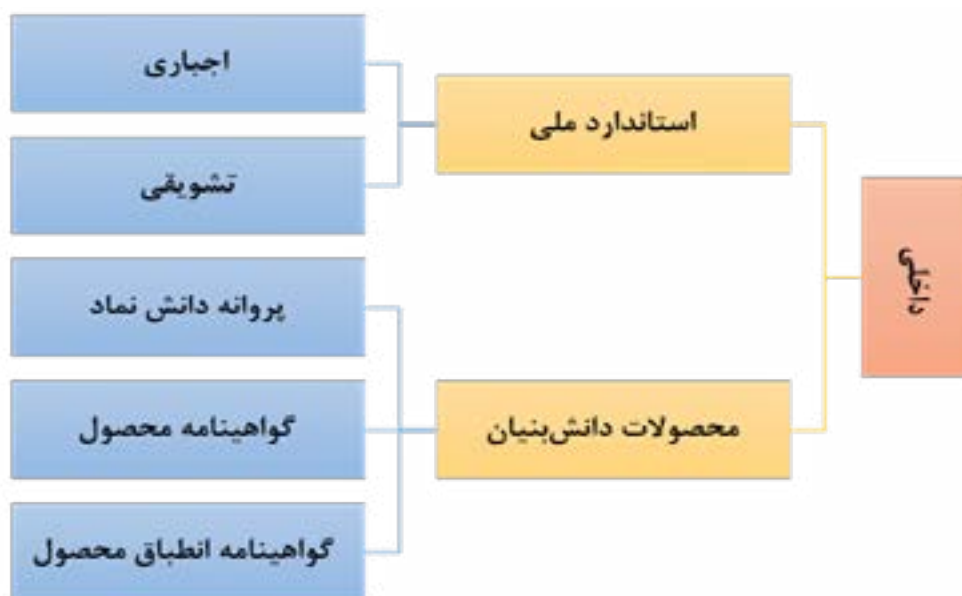 داخلی
استاندارد ملی
اجباری
تشویقی
محصولات دانش‌بنیان
پروانه دانش نماد
گواهینامه محصول
گواهینامه انطباق محصول